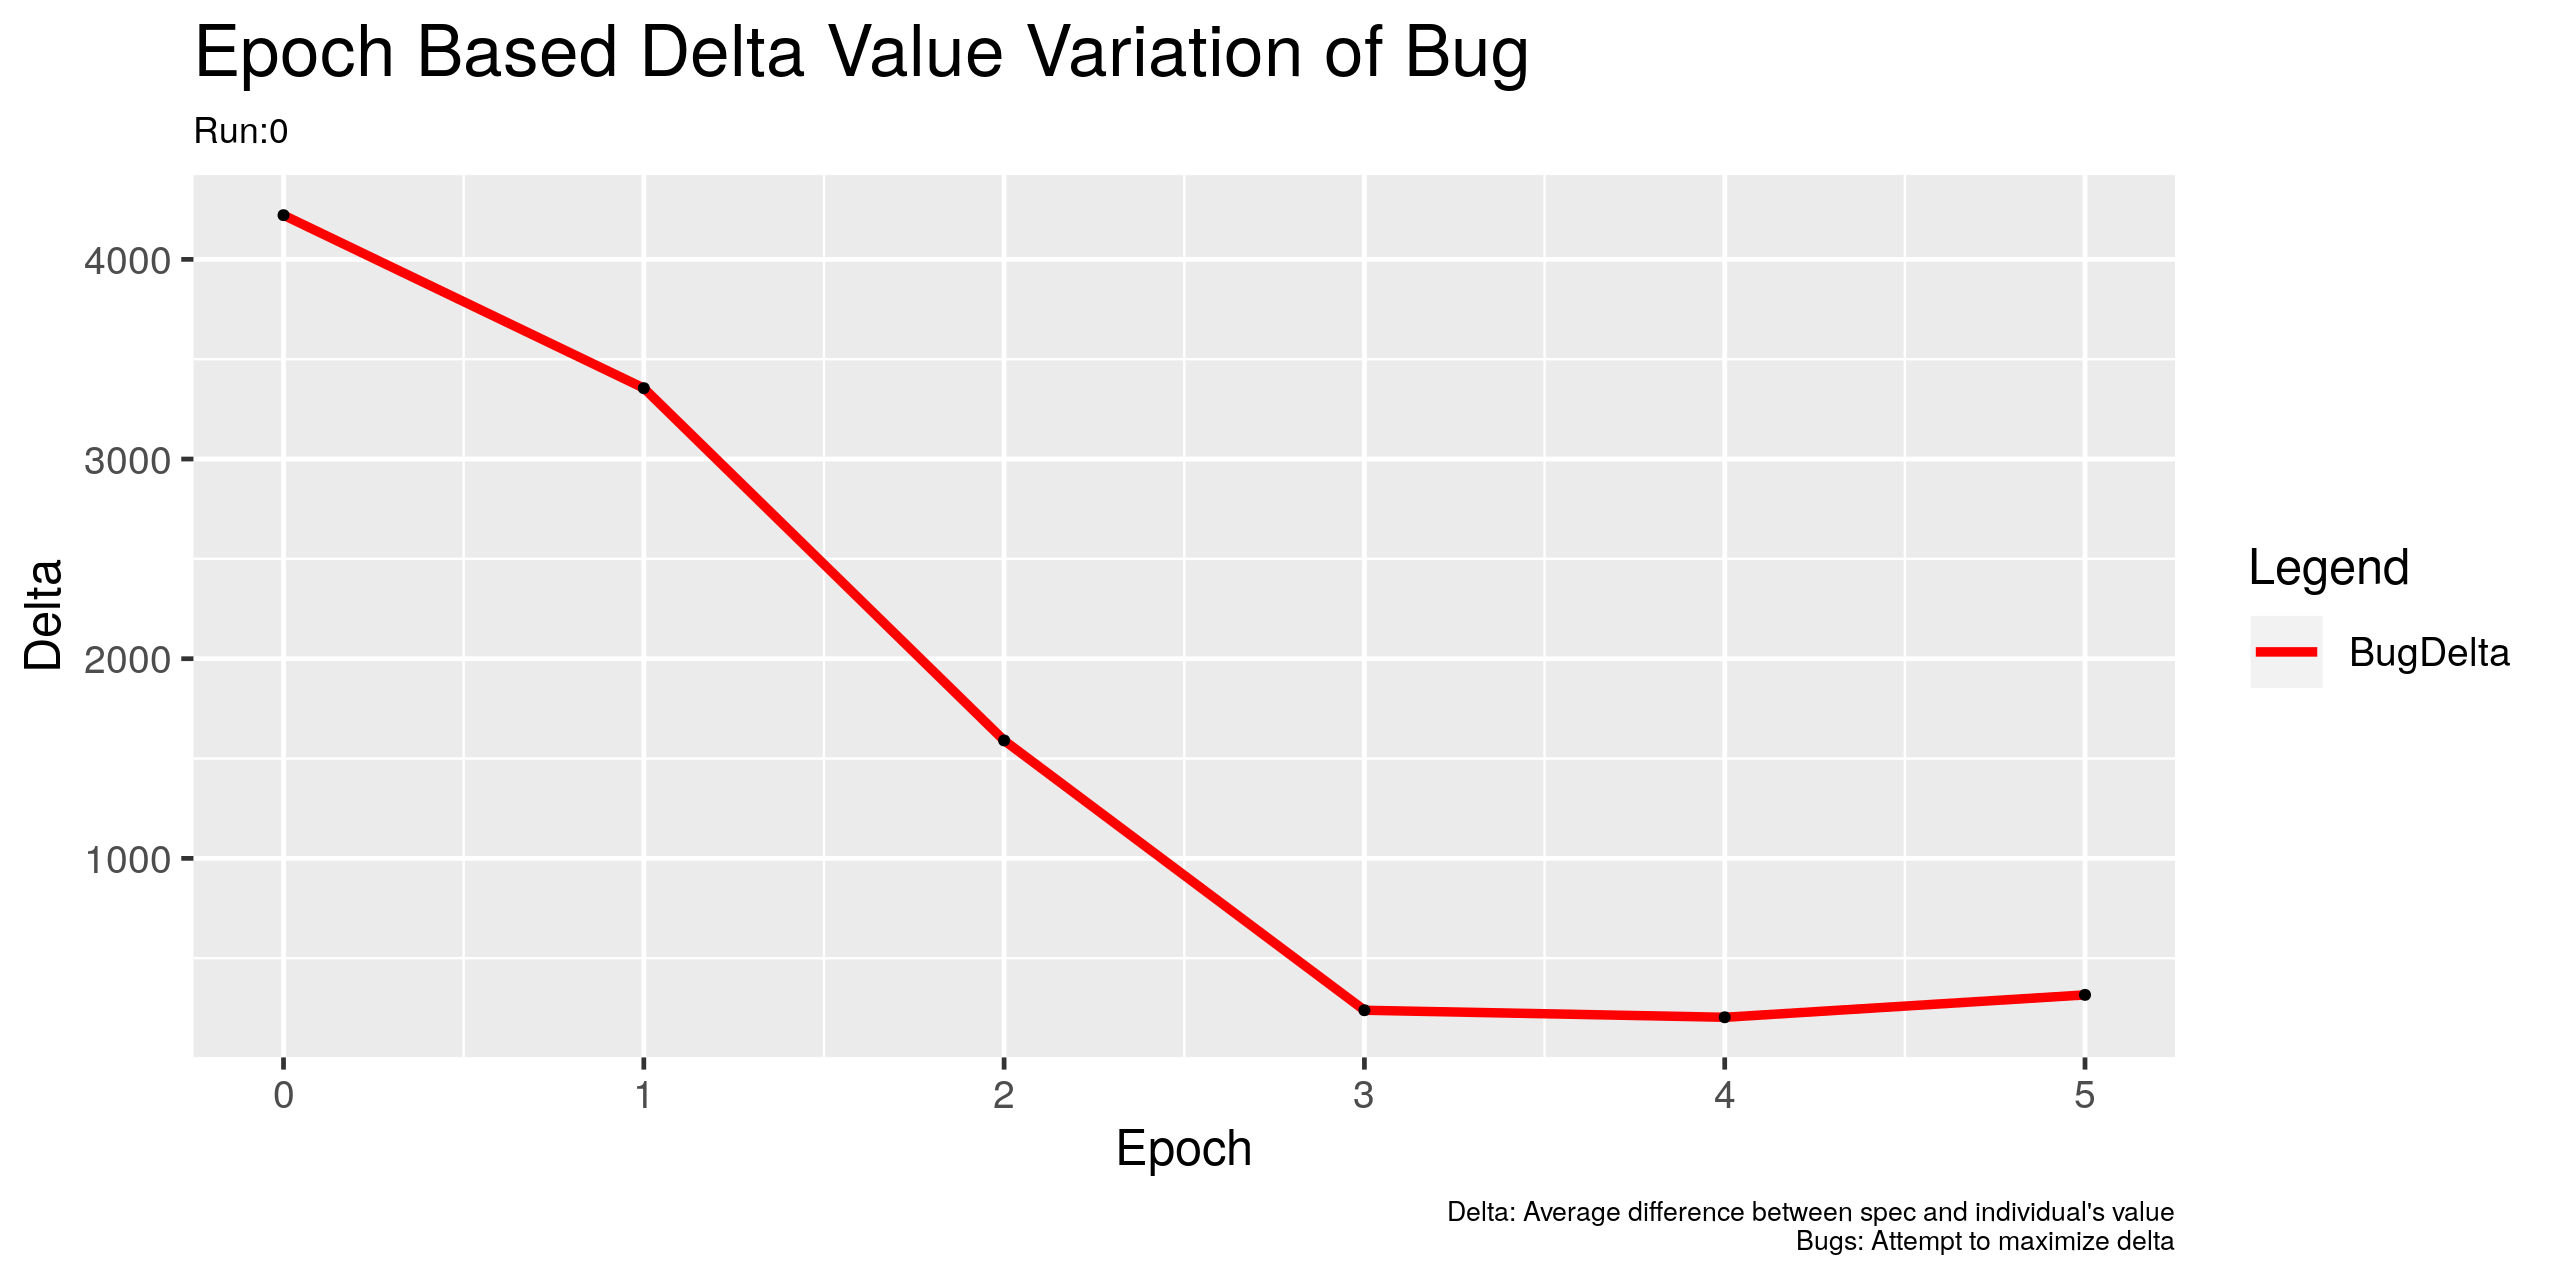 Epoch Based Delta Value Variation of Bug
Run:0
4000
3000
2000
1000
Delta
0 1 2 3 4 5
Epoch
Legend
BugDelta
Delta: Average difference between spec and individual's value
Bugs: Attempt to maximize delta